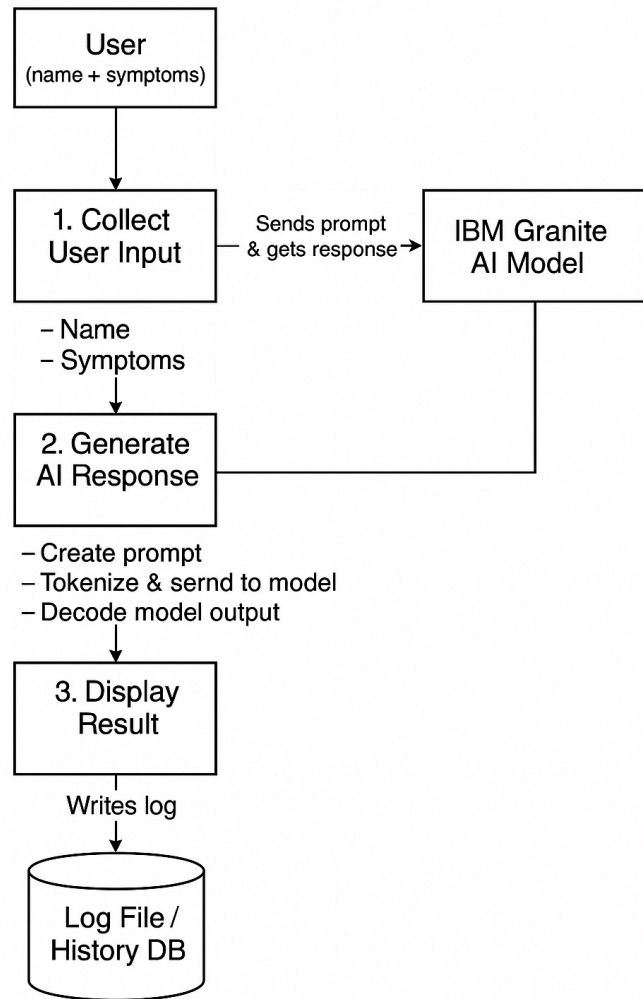 User
(name + symptoms)
1. Collect
User Input
Sends prompt
& gets response
IBM Granite
AI Model
– Name
– Symptoms
2. Generate
AI Response
– Create prompt
– Tokenize & sernd to model
– Decode model output
3. Display
Result
Writes log
Log File /
History DB